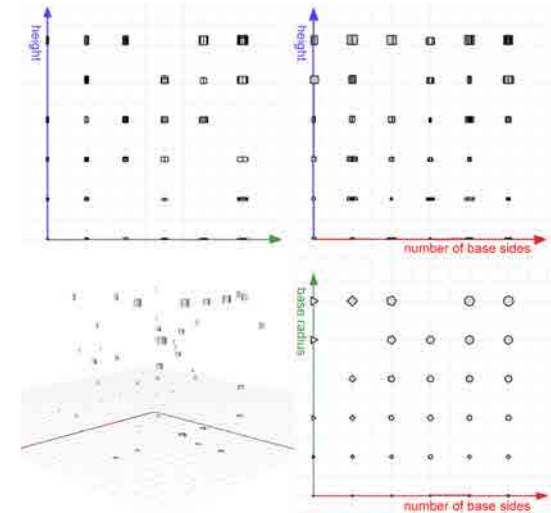 height
height
number of base sides
base radius
number of base sides